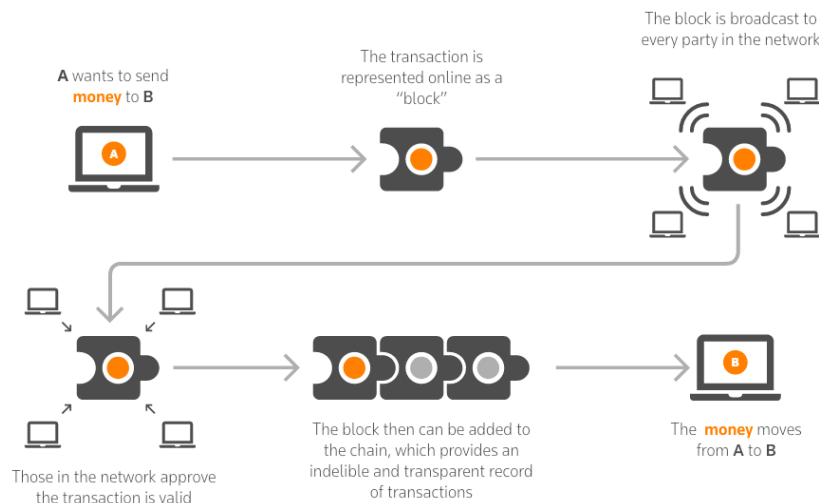 A wants to send
money to B
A
The transaction is
represented online as a
“block”
The block is broadcast to
every party in the network
Those in the network approve
the transaction is valid
The block then can be added to
the chain, which provides an
indelible and transparent record
of transactions
B
The money moves
from A to B